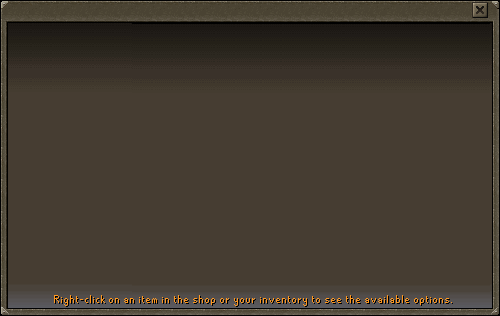 Right-click on an item in the shop or your inventory to see the available options.